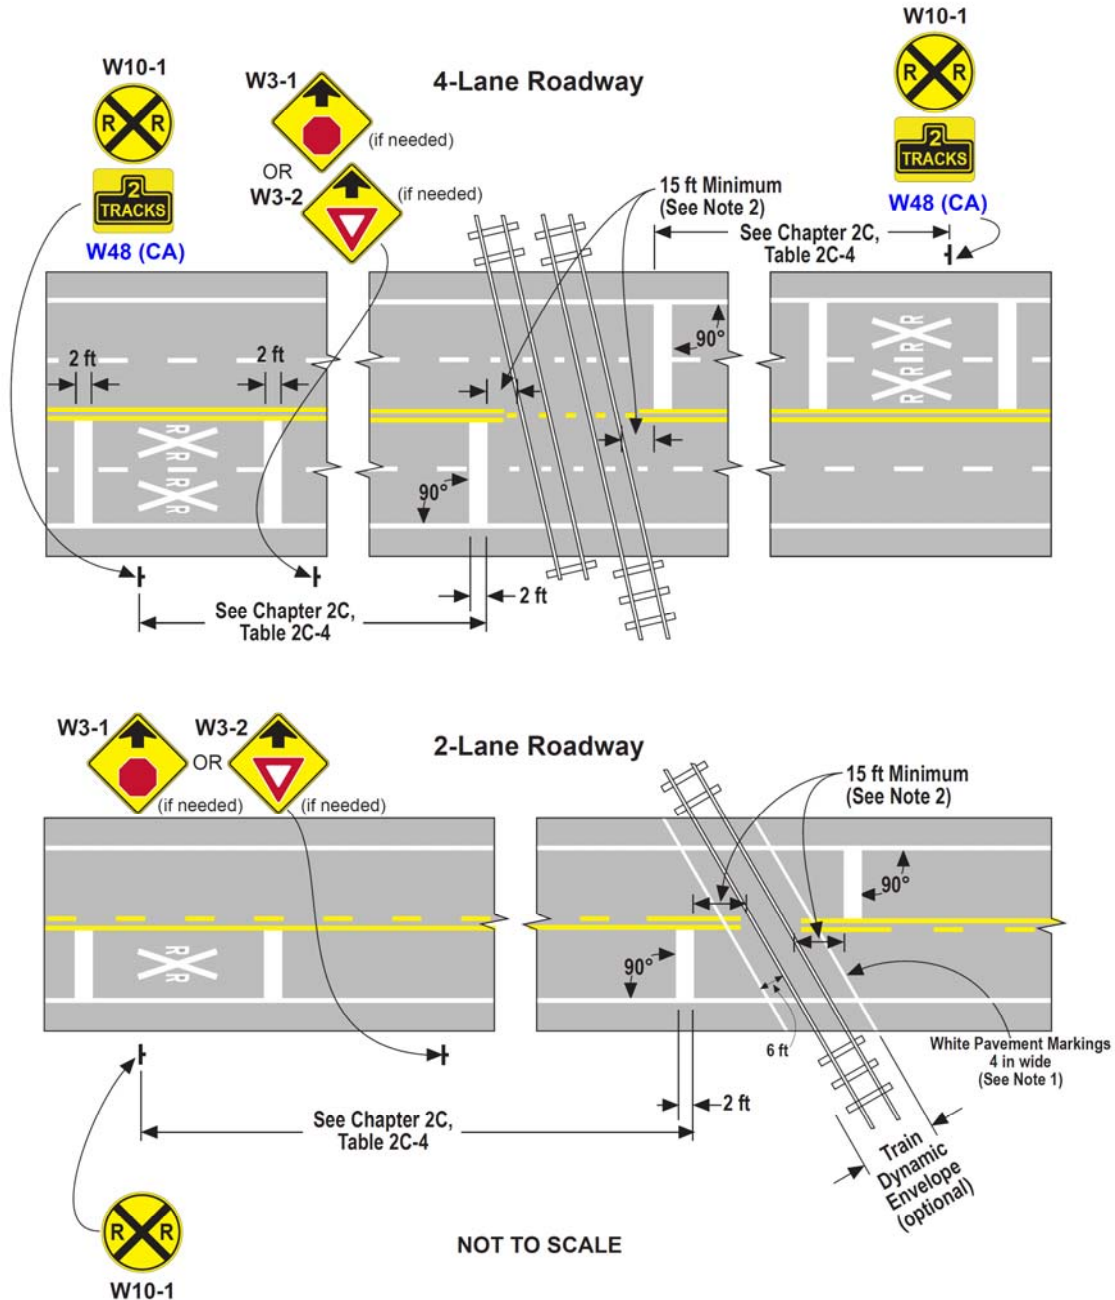 W10-1
R R
2
TRACKS
W48 (CA)
W3-1
(if needed)
OR
W3-2
(if needed)
4-Lane Roadway
15 ft Minimum
(See Note 2)
W10-1
R R
2
TRACKS
W48 (CA)
See Chapter 2C,
Table 2C-4
2 ft
2 ft
90°
R R
R R
R R
R R
90°
2 ft
See Chapter 2C,
Table 2C-4
W3-1
OR
W3-2
(if needed)
(if needed)
2-Lane Roadway
15 ft Minimum
(See Note 2)
90°
R R
90°
6 ft
White Pavement Markings
4 in wide
(See Note 1)
2 ft
See Chapter 2C,
Table 2C-4
Train
Dynamic
Envelope
(optional)
R R
W10-1
NOT TO SCALE